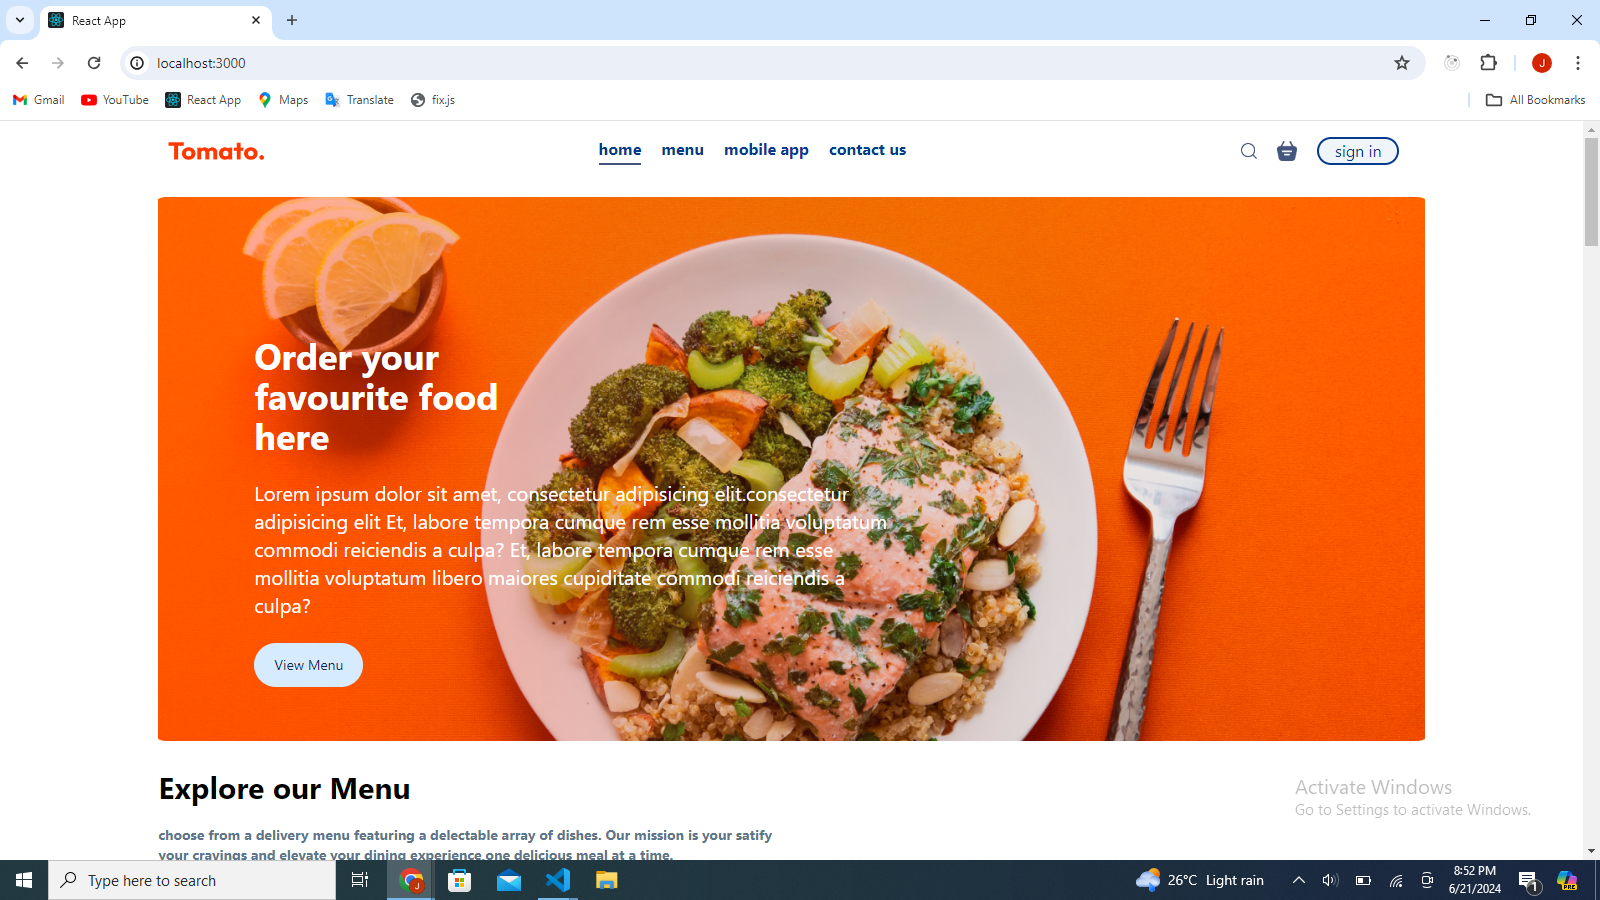 React App
localhost:3000
J
Gmail
YouTube
React App
Maps
Translate
fix.js
All Bookmarks
Tomato.
home
menu
mobile app
contact us
sign in
Order your
favourite food
here
Lorem ipsum dolor sit amet, consectetur adipisicing elit.consectetur
adipisicing elit Et, labore tempora cumque rem esse mollitia voluptatum
commodi reiciendis a culpa? Et, labore tempora cumque rem esse
mollitia voluptatum libero maiores cupiditate commodi reiciendis a
culpa?
View Menu
Explore our Menu
choose from a delivery menu featuring a delectable array of dishes. Our mission is your satify
your cravings and elevate your dining experience one delicious meal at a time.
Activate Windows
Go to Settings to activate Windows.
Type here to search
J
26°C Light rain
8:52 PM
6/21/2024
1
PRE